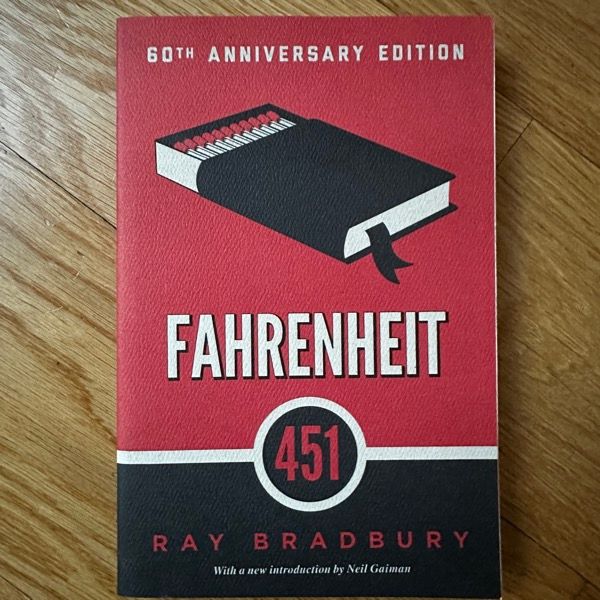 60TH ANNIVERSARY EDITION
FAHRENHEIT
451
RAY BRADBURY
With a new introduction by Neil Gaiman